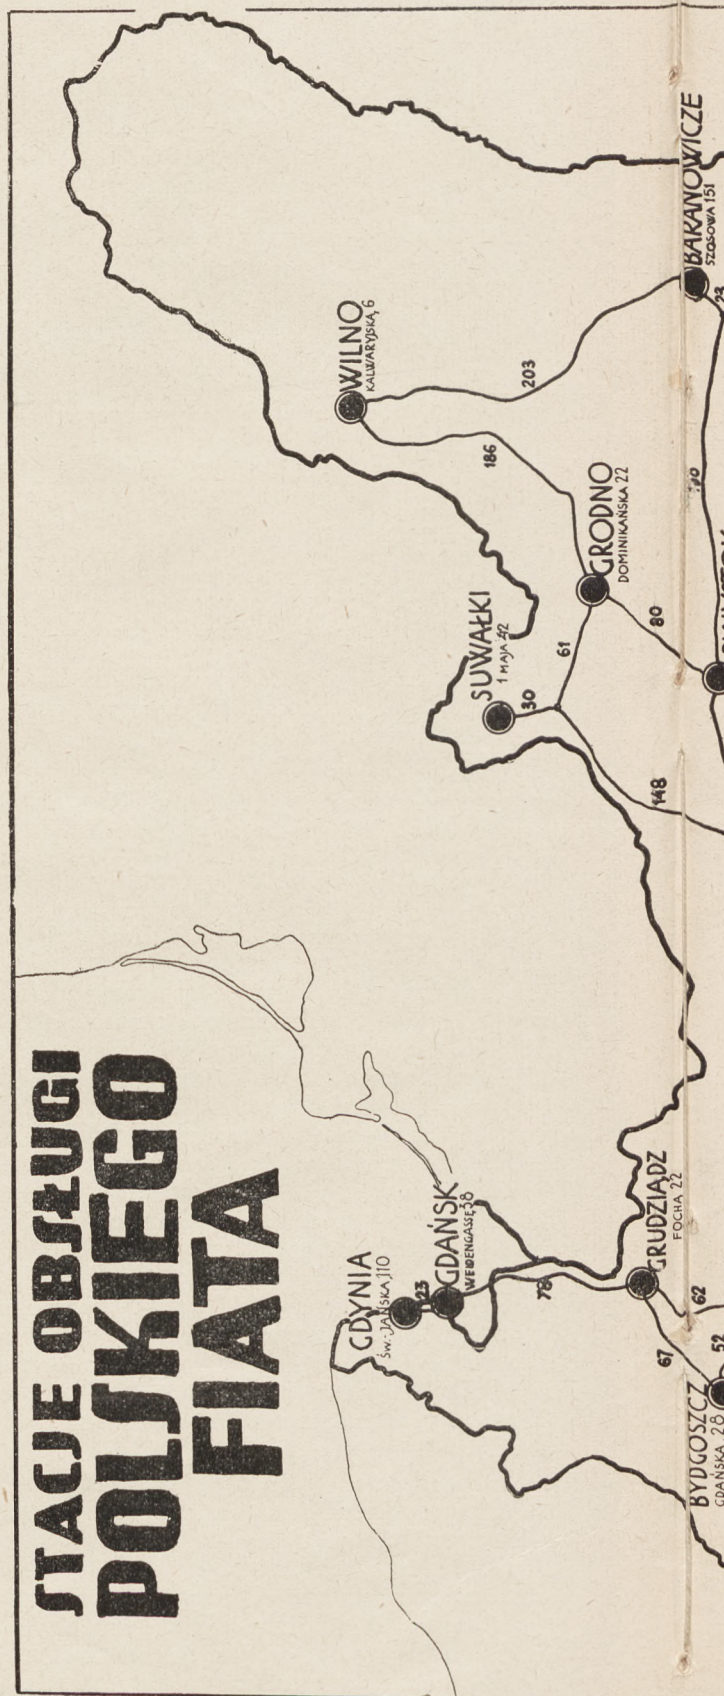 STACJE OBSŁUGI
POLSKIEGO
FIATA
GDYNIA
ŚW.-JAŃSKA 110
23
GDAŃSK
WEIDENGASSE 38
78
GRUDZIĄDZ
FOCHA 22
62
67
BYDGOSZCZ
GDAŃSKA 28
52
SUWAŁKI
1 MAJA 42
30
61
148
GRODNO
DOMINIKAŃSKA 22
80
186
WILNO
KALWARYJSKA, 6
203
BARANOWICZE
SZOSOWA 151